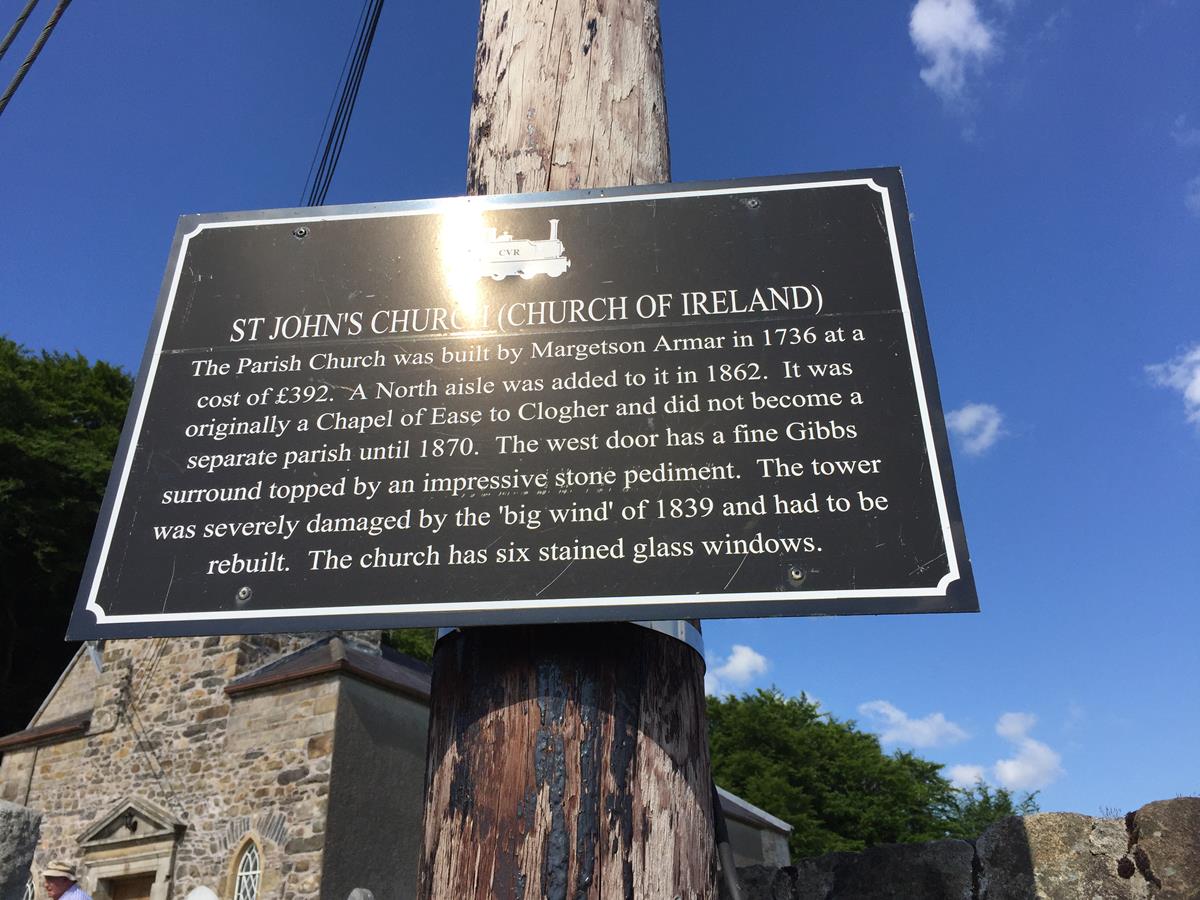 CVR
ST JOHN'S CHURCH (CHURCH OF IRELAND)
The Parish Church was built by Margetson Armar in 1736 at a
cost of £392. A North aisle was added to it in 1862. It was
originally a Chapel of Ease to Clogher and did not become a
separate parish until 1870. The west door has a fine Gibbs
surround topped by an impressive stone pediment. The tower
was severely damaged by the 'big wind' of 1839 and had to be
rebuilt. The church has six stained glass windows.